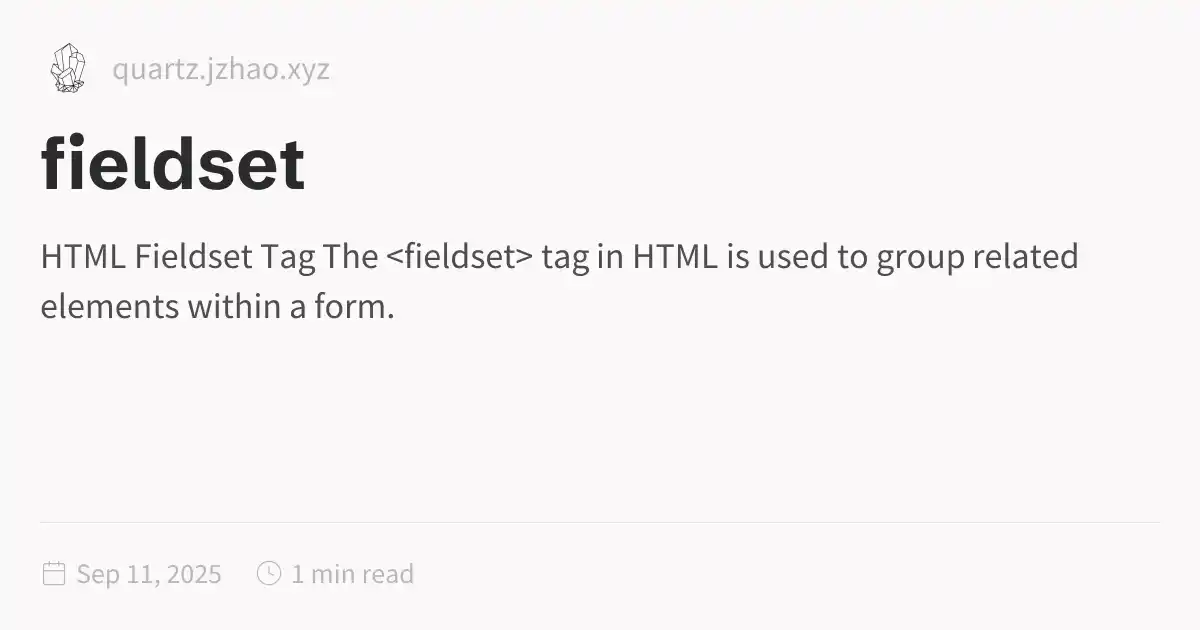 quartz.jzhao.xyz
fieldset
HTML Fieldset Tag The <fieldset> tag in HTML is used to group related
elements within a form.
Sep 11, 2025 1 min read